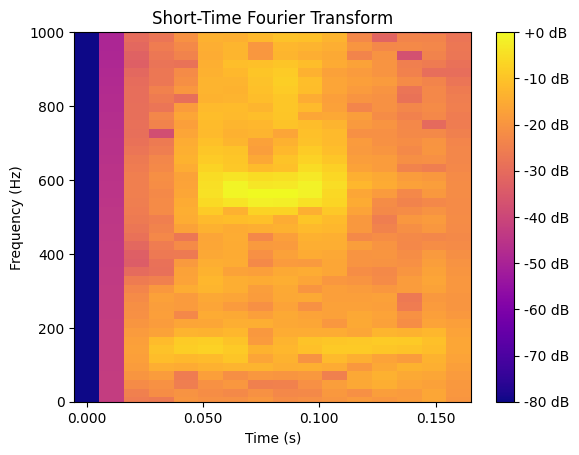 Short-Time Fourier Transform
1000
800
600
400
200
0
Frequency (Hz)
0.000
0.050
0.100
0.150
Time (s)
+0 dB
-10 dB
-20 dB
-30 dB
-40 dB
-50 dB
-60 dB
-70 dB
-80 dB